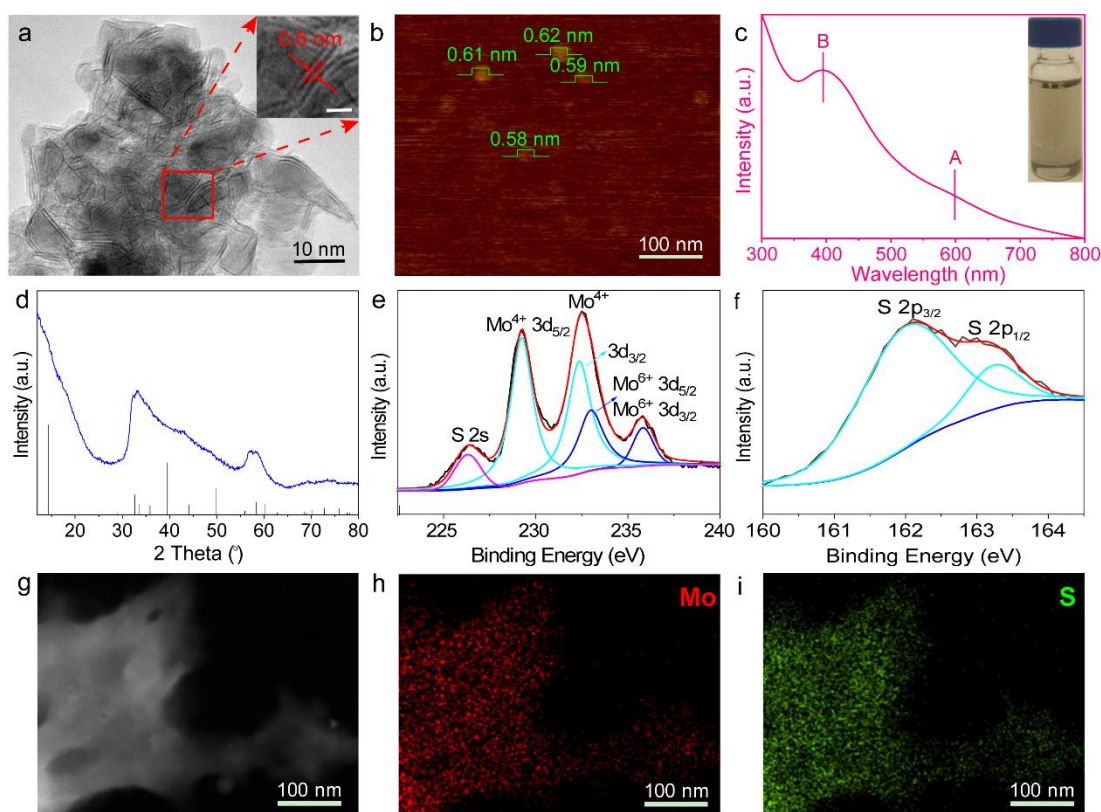 a
0.6 nm
10 nm
b
0.61 nm
0.62 nm
0.59 nm
0.58 nm
100 nm
c
B
A
Intensity (a.u.)
300 400 500 600 700 800
Wavelength (nm)
d
Intensity (a.u.)
20 30 40 50 60 70 80
2 Theta (°)
e
S 2s
Mo⁴⁺ 3d₅/₂
Mo⁴⁺
3d₃/₂
Mo⁶⁺ 3d₅/₂
Mo⁶⁺ 3d₃/₂
Intensity (a.u.)
225 230 235 240
Binding Energy (eV)
f
S 2p₃/₂
S 2p₁/₂
Intensity (a.u.)
160 161 162 163 164
Binding Energy (eV)
g
100 nm
h
Mo
100 nm
i
S
100 nm